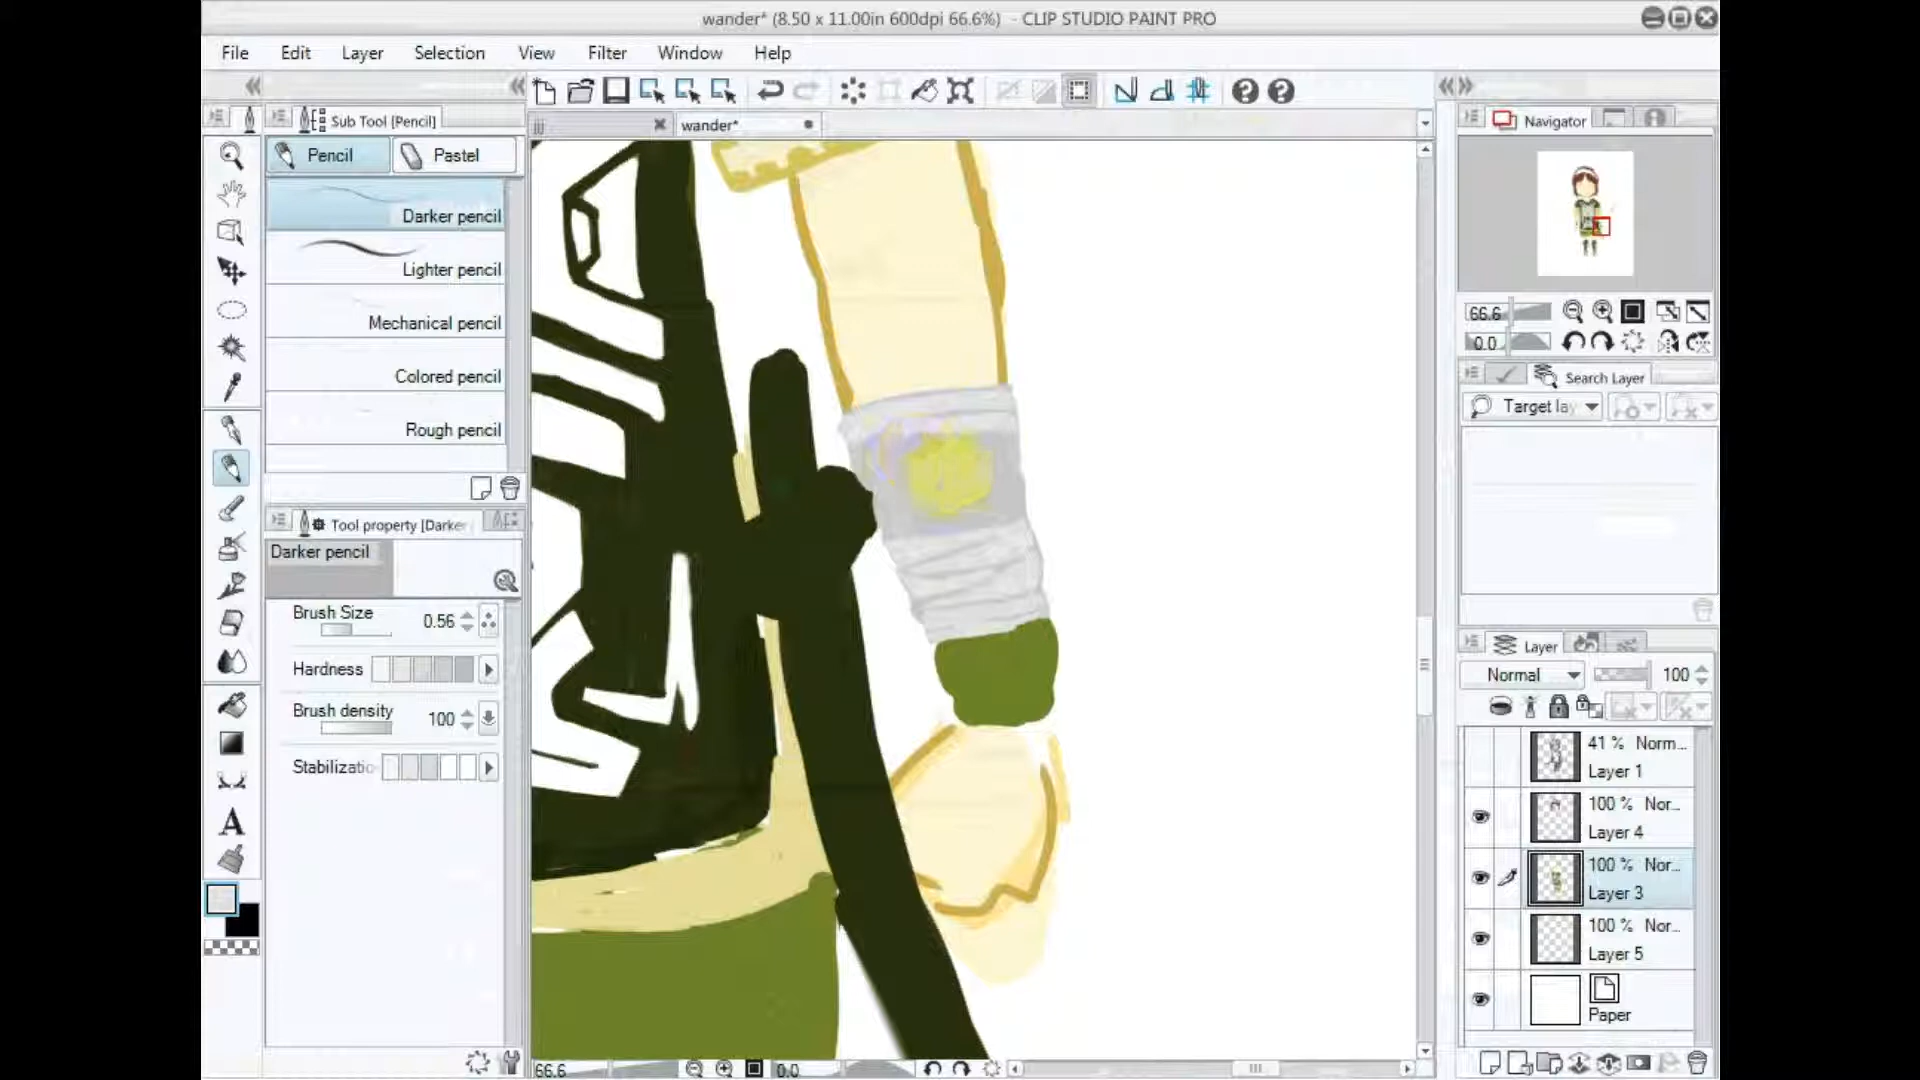 wander* (8.50 x 11.00in 600dpi 66.6%) - CLIP STUDIO PAINT PRO
File Edit Layer Selection View Filter Window Help
Sub Tool [Pencil]
wander*
Navigator
Pencil Pastel
Darker pencil
Lighter pencil
Mechanical pencil
Colored pencil
Rough pencil
66.6
0.0
Search Layer
Target lay
Tool property [Darker
Darker pencil
Brush Size 0.56
Hardness
Brush density 100
Stabilizatio
Layer
Normal 100
41 % Norm...
Layer 1
100 % Nor...
Layer 4
100 % Nor...
Layer 3
100 % Nor...
Layer 5
Paper
66.6 0.0